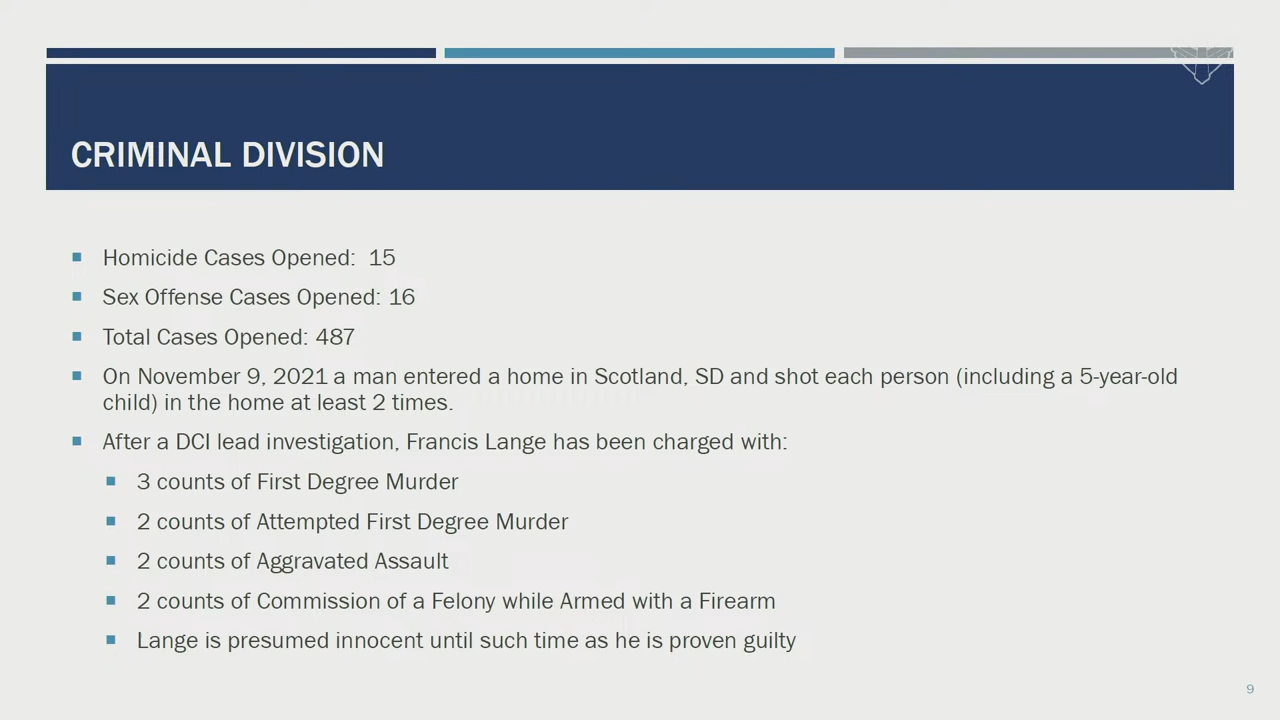 CRIMINAL DIVISION
Homicide Cases Opened:  15
Sex Offense Cases Opened: 16
Total Cases Opened: 487
On November 9, 2021 a man entered a home in Scotland, SD and shot each person (including a 5-year-old
child) in the home at least 2 times.
After a DCI lead investigation, Francis Lange has been charged with:
3 counts of First Degree Murder
2 counts of Attempted First Degree Murder
2 counts of Aggravated Assault
2 counts of Commission of a Felony while Armed with a Firearm
Lange is presumed innocent until such time as he is proven guilty
9